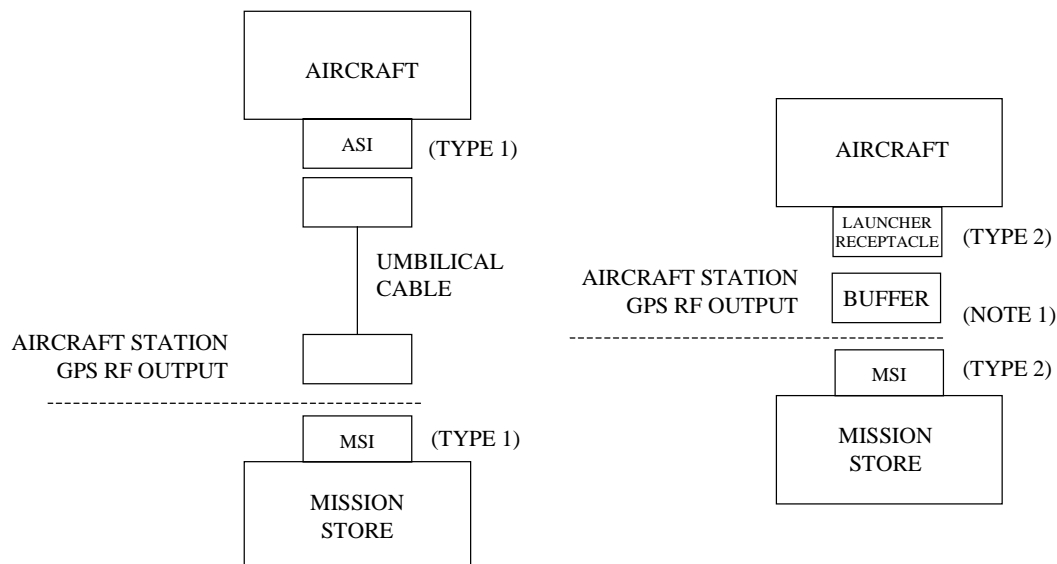 AIRCRAFT
ASI
(TYPE 1)
UMBILICAL
CABLE
AIRCRAFT STATION
GPS RF OUTPUT
MSI
(TYPE 1)
MISSION
STORE
AIRCRAFT
LAUNCHER
RECEPTACLE
(TYPE 2)
AIRCRAFT STATION
GPS RF OUTPUT
BUFFER
(NOTE 1)
MSI
(TYPE 2)
MISSION
STORE